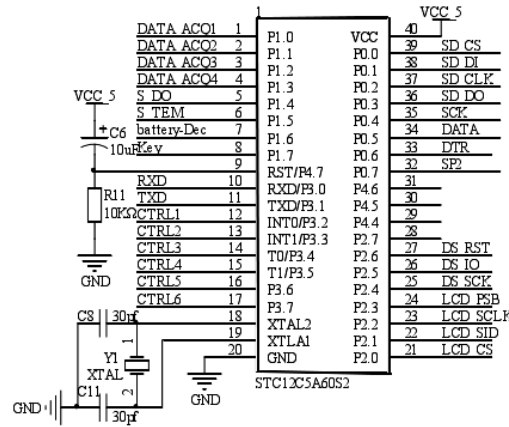 1
VCC_5
DATA ACQ1 1 P1.0 VCC 40
DATA ACQ2 2 P1.1 P0.0 39 SD CS
DATA ACQ3 3 P1.2 P0.1 38 SD DI
DATA ACQ4 4 P1.3 P0.2 37 SD CLK
S DO 5 P1.4 P0.3 36 SD DO
S TEM 6 P1.5 P0.4 35 SCK
battery-Dec 7 P1.6 P0.5 34 DATA
Key 8 P1.7 P0.6 33 DTR
9 RST/P4.7 P0.7 32 SP2
RXD 10 RXD/P3.0 P4.6 31
TXD 11 TXD/P3.1 P4.5 30
CTRL1 12 INT0/P3.2 P4.4 29
CTRL2 13 INT1/P3.3 P2.7 28
CTRL3 14 T0/P3.4 P2.6 27 DS RST
CTRL4 15 T1/P3.5 P2.5 26 DS IO
CTRL5 16 P3.6 P2.4 25 DS SCK
CTRL6 17 P3.7 P2.3 24 LCD PSB
18 XTAL2 P2.2 23 LCD SCLK
19 XTLA1 P2.1 22 LCD SID
20 GND P2.0 21 LCD CS
STC12C5A60S2
VCC_5
+
C6
10uF
R11
10KΩ
GND
C8 30pf
Y1
XTAL
1
2
C11
30pf
GND
GND